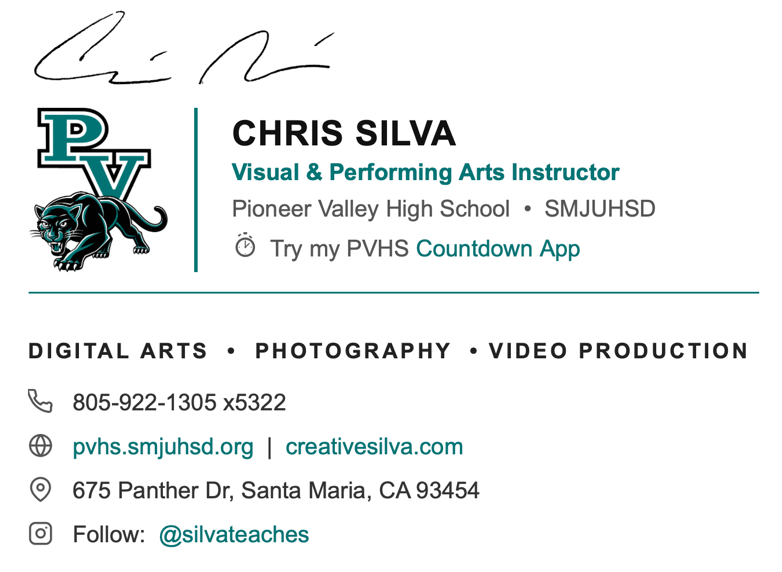 PV
CHRIS SILVA
Visual & Performing Arts Instructor
Pioneer Valley High School • SMJUHSD
Try my PVHS Countdown App
DIGITAL ARTS • PHOTOGRAPHY • VIDEO PRODUCTION
805-922-1305 x5322
pvhs.smjuhsd.org | creativesilva.com
675 Panther Dr, Santa Maria, CA 93454
Follow: @silvateaches